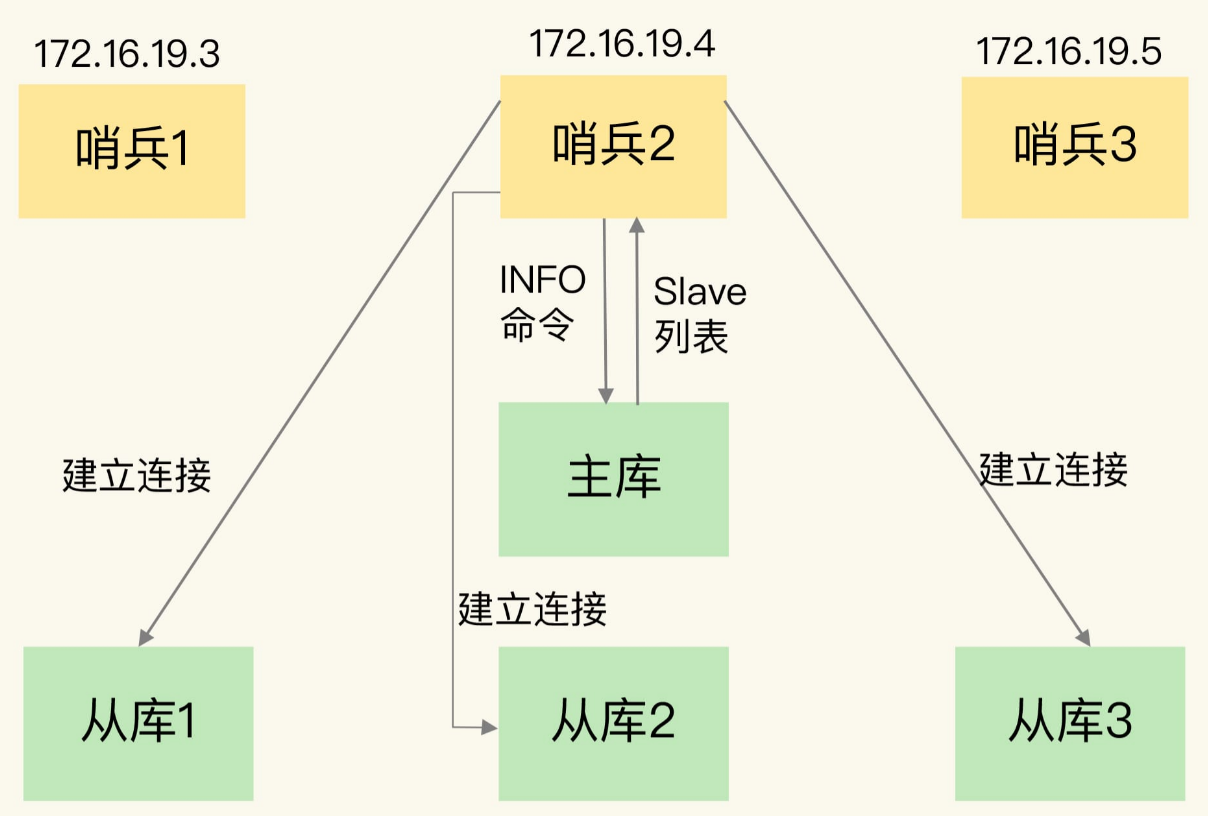 172.16.19.3
172.16.19.4
172.16.19.5
哨兵1
哨兵2
哨兵3
INFO
命令
Slave
列表
主库
建立连接
建立连接
建立连接
从库1
从库2
从库3